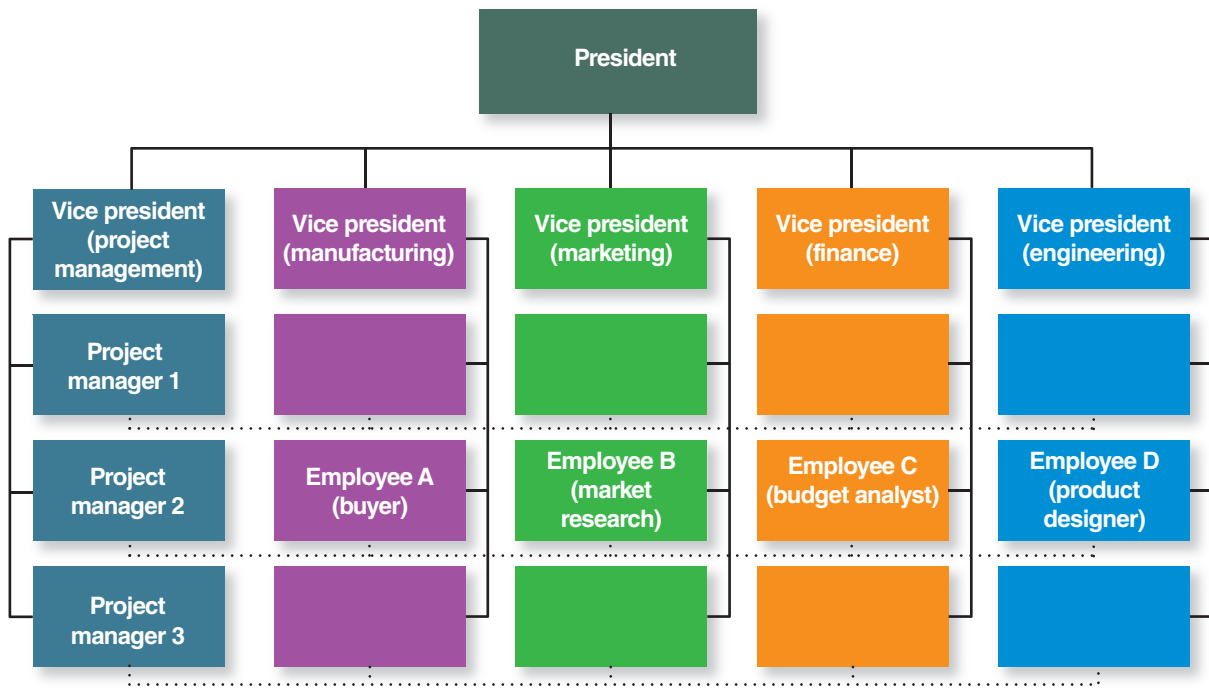 President
Vice president
(project
management)
Vice president
(manufacturing)
Vice president
(marketing)
Vice president
(finance)
Vice president
(engineering)
Project
manager 1
Project
manager 2
Employee A
(buyer)
Employee B
(market
research)
Employee C
(budget analyst)
Employee D
(product
designer)
Project
manager 3